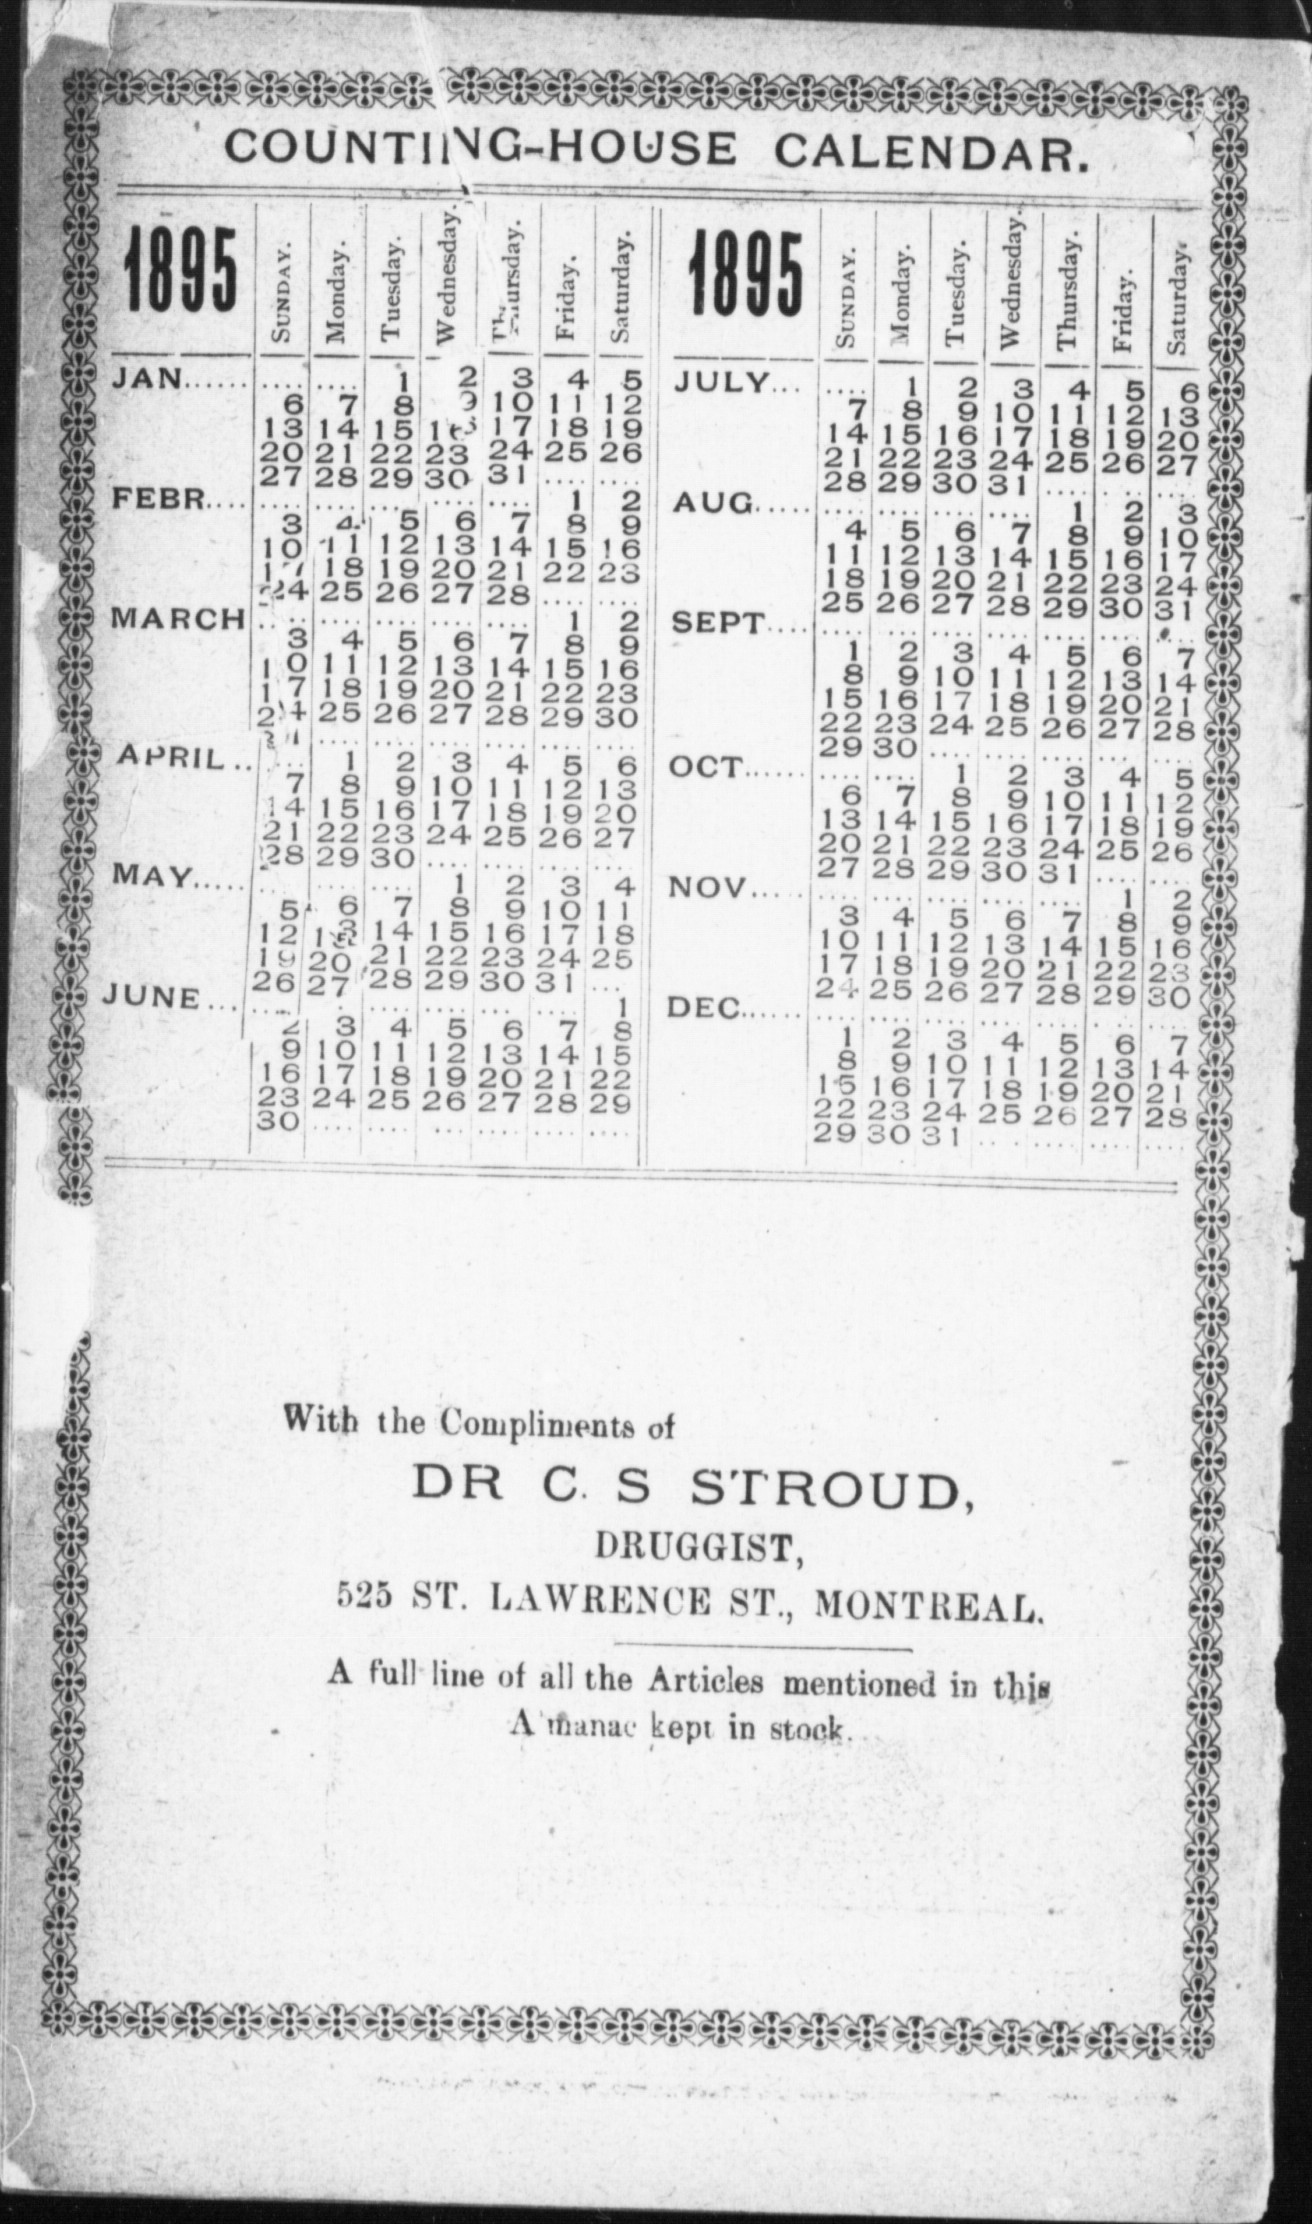 COUNTING-HOUSE CALENDAR.
1895 SUNDAY. Monday. Tuesday. Wednesday. Thursday. Friday. Saturday.
JAN...... .... .... 1 2 3 4 5
6 7 8 9 10 11 12
13 14 15 16 17 18 19
20 21 22 23 24 25 26
27 28 29 30 31 .... ....
FEBR.... .... .... .... .... .... 1 2
3 4 5 6 7 8 9
10 11 12 13 14 15 16
17 18 19 20 21 22 23
24 25 26 27 28 .... ....
MARCH .... .... .... .... .... 1 2
3 4 5 6 7 8 9
10 11 12 13 14 15 16
17 18 19 20 21 22 23
24 25 26 27 28 29 30
31 .... .... .... .... .... ....
APRIL .. .... 1 2 3 4 5 6
7 8 9 10 11 12 13
14 15 16 17 18 19 20
21 22 23 24 25 26 27
28 29 30 .... .... .... ....
MAY..... .... .... .... 1 2 3 4
5 6 7 8 9 10 11
12 13 14 15 16 17 18
19 20 21 22 23 24 25
26 27 28 29 30 31 ...
JUNE... .... .... .... .... .... .... 1
2 3 4 5 6 7 8
9 10 11 12 13 14 15
16 17 18 19 20 21 22
23 24 25 26 27 28 29
30 .... .... .... .... .... ....
1895 SUNDAY. Monday. Tuesday. Wednesday. Thursday. Friday. Saturday.
JULY... .... 1 2 3 4 5 6
7 8 9 10 11 12 13
14 15 16 17 18 19 20
21 22 23 24 25 26 27
28 29 30 31 .... .... ....
AUG..... .... .... .... .... 1 2 3
4 5 6 7 8 9 10
11 12 13 14 15 16 17
18 19 20 21 22 23 24
25 26 27 28 29 30 31
SEPT.... .... .... .... .... .... .... ....
1 2 3 4 5 6 7
8 9 10 11 12 13 14
15 16 17 18 19 20 21
22 23 24 25 26 27 28
29 30 .... .... .... .... ....
OCT...... .... .... 1 2 3 4 5
6 7 8 9 10 11 12
13 14 15 16 17 18 19
20 21 22 23 24 25 26
27 28 29 30 31 .... ....
NOV..... .... .... .... .... .... 1 2
3 4 5 6 7 8 9
10 11 12 13 14 15 16
17 18 19 20 21 22 23
24 25 26 27 28 29 30
DEC...... .... .... .... .... .... .... ....
1 2 3 4 5 6 7
8 9 10 11 12 13 14
15 16 17 18 19 20 21
22 23 24 25 26 27 28
29 30 31 .... .... .... ....
With the Compliments of
DR C. S STROUD,
DRUGGIST,
525 ST. LAWRENCE ST., MONTREAL.
A full line of all the Articles mentioned in this
A manac kept in stock.